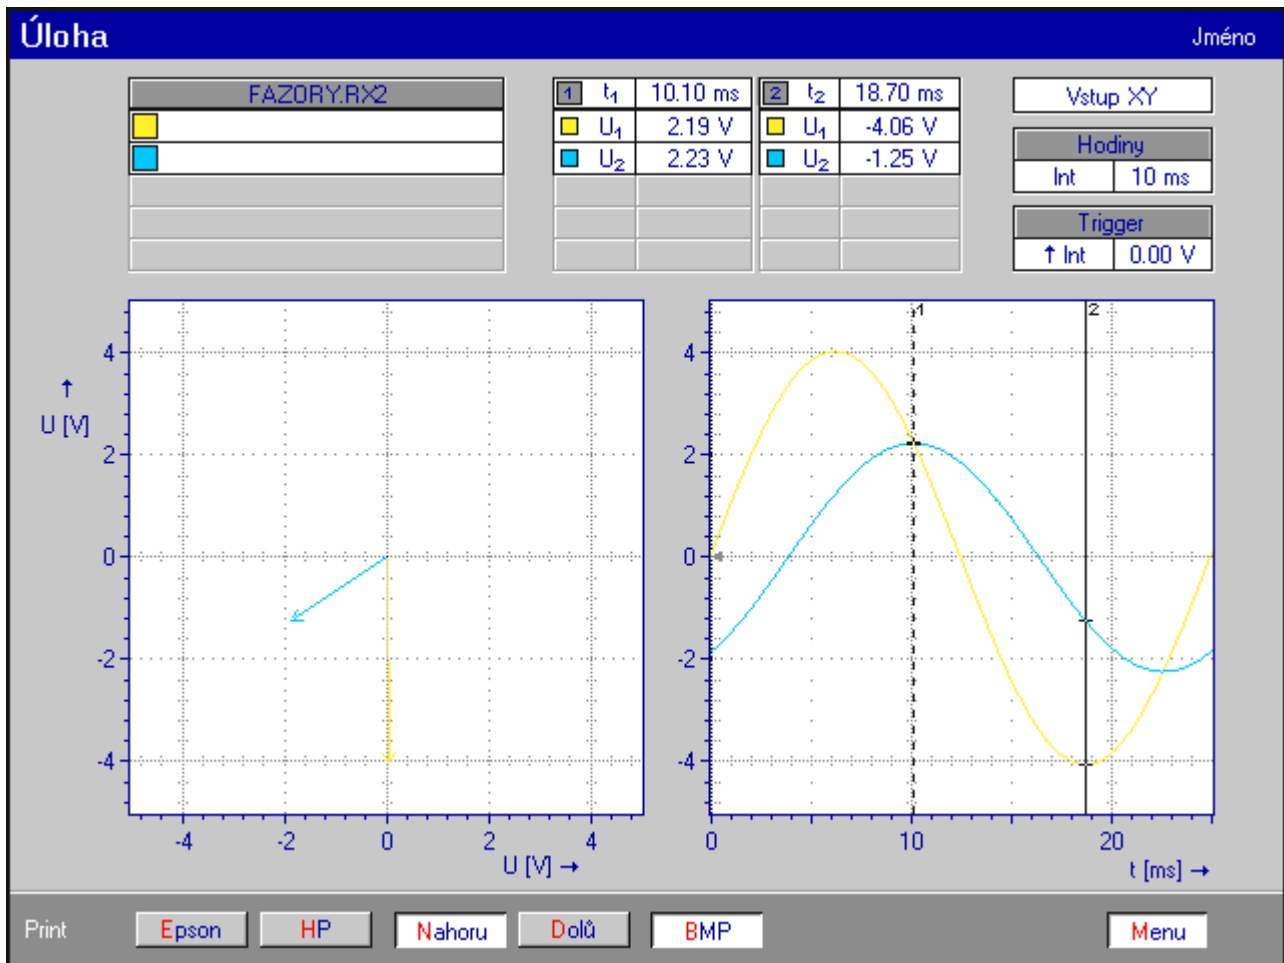 Úloha Jméno
FAZORY.RX2
1 t1 10.10 ms 2 t2 18.70 ms
U1 2.19 V U1 -4.06 V
U2 2.23 V U2 -1.25 V
Vstup XY
Hodiny
Int 10 ms
Trigger
↑ Int 0.00 V
↑
U [V]
4
2
0
-2
-4
-4 -2 0 2 4
U [V] →
1 2
4
2
0
-2
-4
0 10 20
t [ms] →
Print Epson HP Nahoru Dolů BMP Menu